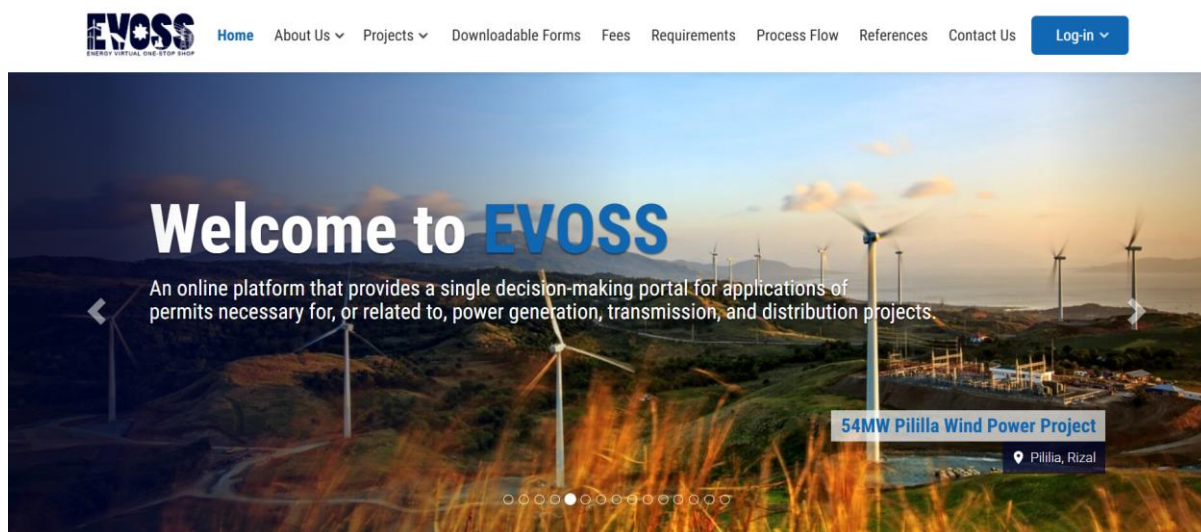 EVOSS
ENERGY VIRTUAL ONE-STOP SHOP
Home About Us Projects Downloadable Forms Fees Requirements Process Flow References Contact Us Log-in
Welcome to EVOSS
An online platform that provides a single decision-making portal for applications of
permits necessary for, or related to, power generation, transmission, and distribution projects.
54MW Pililla Wind Power Project
Pililia, Rizal